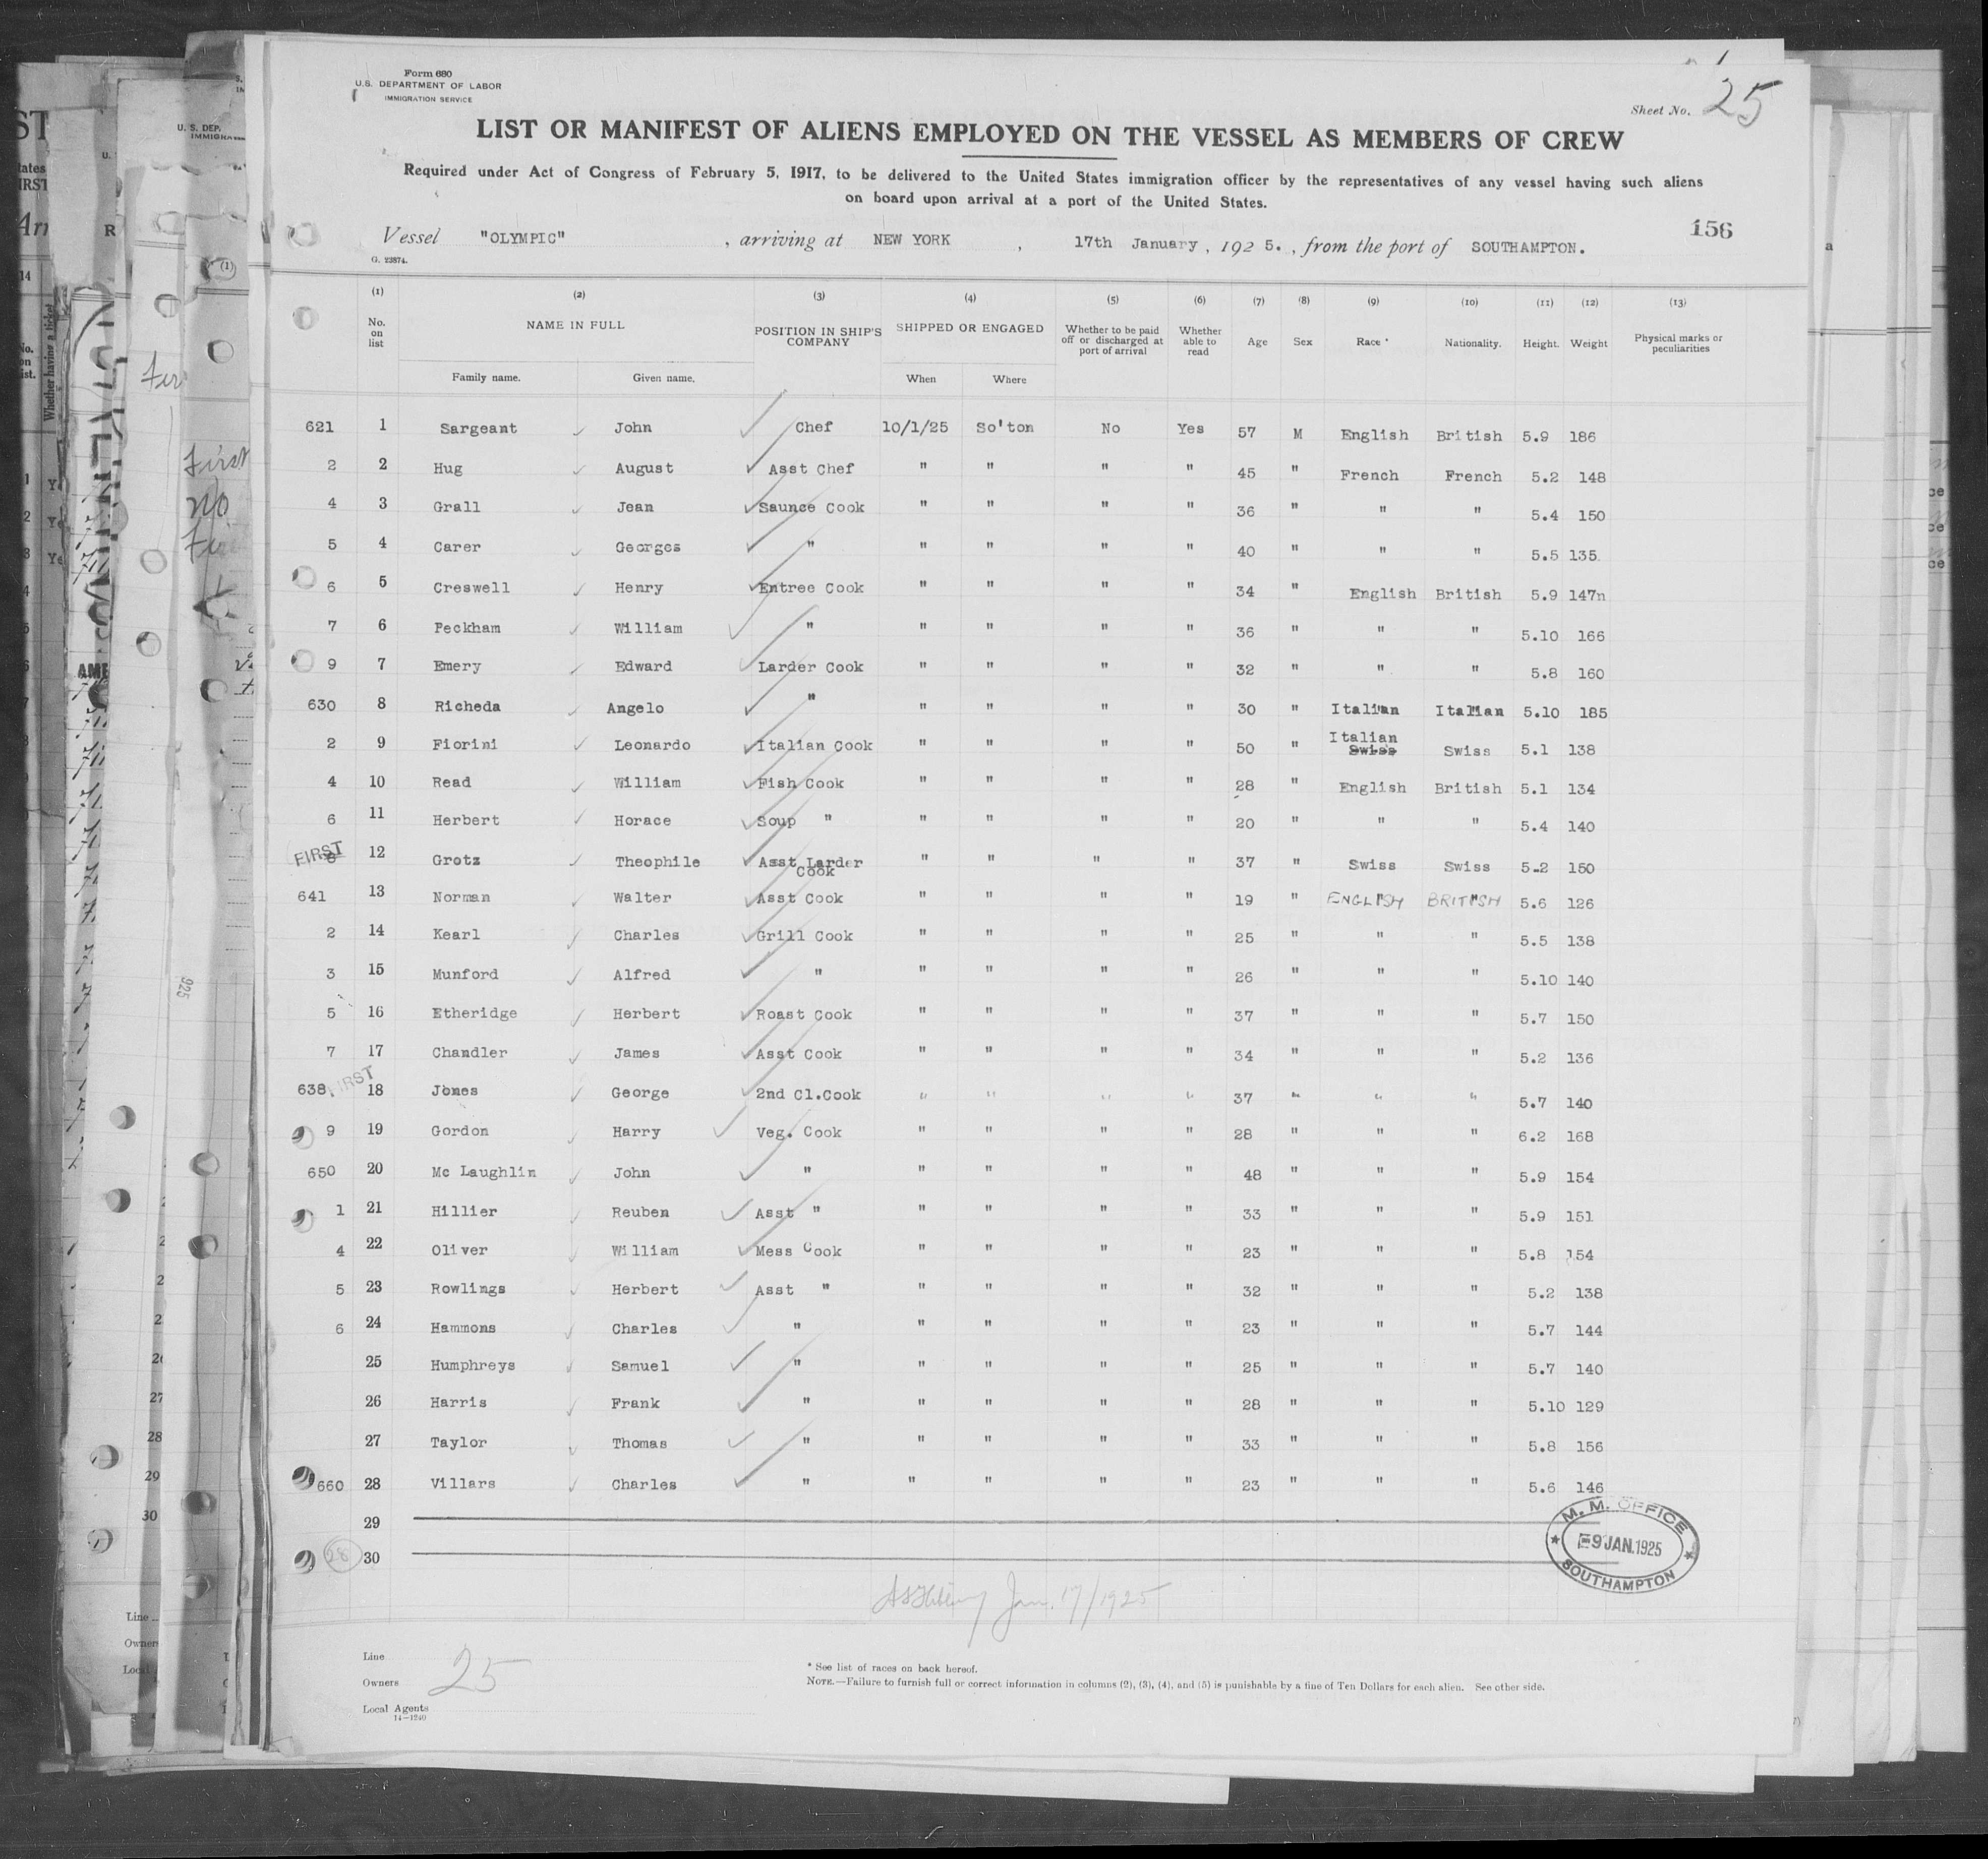 Form 680
U.S. DEPARTMENT OF LABOR
IMMIGRATION SERVICE
Sheet No. 25
LIST OR MANIFEST OF ALIENS EMPLOYED ON THE VESSEL AS MEMBERS OF CREW
Required under Act of Congress of February 5, 1917, to be delivered to the United States immigration officer by the representatives of any vessel having such aliens
on board upon arrival at a port of the United States.
156
Vessel "OLYMPIC" , arriving at NEW YORK , 17th January , 192 5. , from the port of SOUTHAMPTON.
G. 23874.
(1) (2) (3) (4) (5) (6) (7) (8) (9) (10) (11) (12) (13)
No. on list NAME IN FULL POSITION IN SHIP'S COMPANY SHIPPED OR ENGAGED Whether to be paid off or discharged at port of arrival Whether able to read Age Sex Race * Nationality. Height. Weight Physical marks or peculiarities
Family name. Given name. When Where
621 1 Sargeant John Chef 10/1/25 So'ton No Yes 57 M English British 5.9 186
2 2 Hug August Asst Chef " " " " 45 " French French 5.2 148
4 3 Grall Jean Saunce Cook " " " " 36 " " " 5.4 150
5 4 Carer Georges " " " " " 40 " " " 5.5 135
6 5 Creswell Henry Entree Cook " " " " 34 " English British 5.9 147n
7 6 Peckham William " " " " " 36 " " " 5.10 166
9 7 Emery Edward Larder Cook " " " " 32 " " " 5.8 160
630 8 Richeda Angelo " " " " " 30 " Italian Italian 5.10 185
2 9 Fiorini Leonardo Italian Cook " " " " 50 " Italian Swiss Swiss 5.1 138
4 10 Read William Fish Cook " " " " 28 " English British 5.1 134
6 11 Herbert Horace Soup " " " " " 20 " " " 5.4 140
FIRST 8 12 Grotz Theophile Asst Larder Cook " " " " 37 " Swiss Swiss 5.2 150
641 13 Norman Walter Asst Cook " " " " 19 " ENGLISH BRITISH 5.6 126
2 14 Kearl Charles Grill Cook " " " " 25 " " " 5.5 138
3 15 Munford Alfred " " " " " 26 " " " 5.10 140
5 16 Etheridge Herbert Roast Cook " " " " 37 " " " 5.7 150
7 17 Chandler James Asst Cook " " " " 34 " " " 5.2 136
638 FIRST 18 Jones George 2nd Cl.Cook " " " " 37 " " " 5.7 140
9 19 Gordon Harry Veg. Cook " " " " 28 " " " 6.2 168
650 20 Mc Laughlin John " " " " " 48 " " " 5.9 154
1 21 Hillier Reuben Asst " " " " " 33 " " " 5.9 151
4 22 Oliver William Mess Cook " " " " 23 " " " 5.8 154
5 23 Rowlings Herbert Asst " " " " " 32 " " " 5.2 138
6 24 Hammons Charles " " " " " 23 " " " 5.7 144
25 Humphreys Samuel " " " " " 25 " " " 5.7 140
26 Harris Frank " " " " " 28 " " " 5.10 129
27 Taylor Thomas " " " " " 33 " " " 5.8 156
660 28 Villars Charles " " " " " 23 " " " 5.6 146
29
28 30
M. M. OFFICE
9 JAN. 1925
SOUTHAMPTON
Jan. 17/1925
Line
Owners 25
Local Agents
14—1240
* See list of races on back hereof.
NOTE.—Failure to furnish full or correct information in columns (2), (3), (4), and (5) is punishable by a fine of Ten Dollars for each alien. See other side.